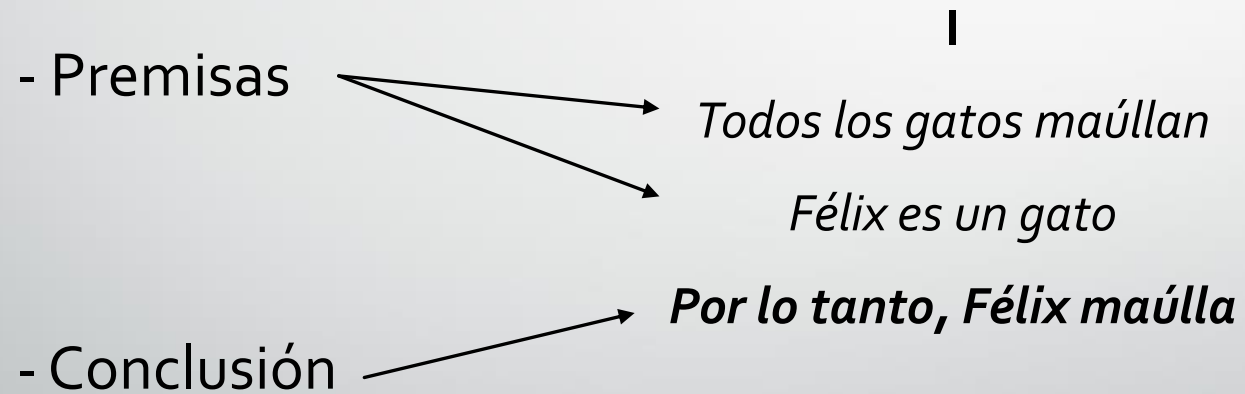 I
- Premisas
Todos los gatos maúllan
Félix es un gato
Por lo tanto, Félix maúlla
- Conclusión